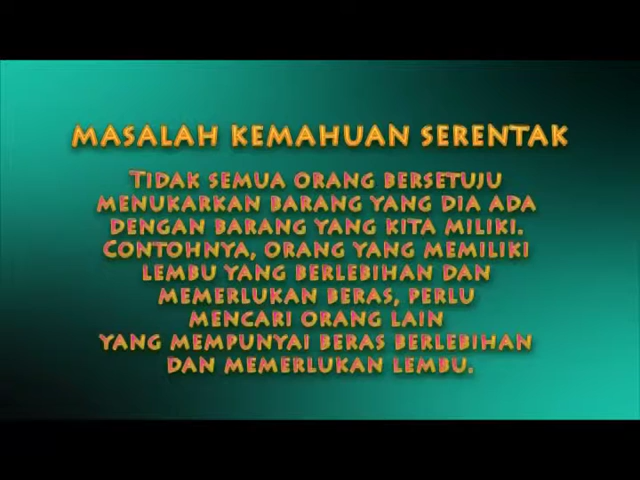 MASALAH KEMAHUAN SERENTAK
TIDAK SEMUA ORANG BERSETUJU
MENUKARKAN BARANG YANG DIA ADA
DENGAN BARANG YANG KITA MILIKI.
CONTOHNYA, ORANG YANG MEMILIKI
LEMBU YANG BERLEBIHAN DAN
MEMERLUKAN BERAS, PERLU
MENCARI ORANG LAIN
YANG MEMPUNYAI BERAS BERLEBIHAN
DAN MEMERLUKAN LEMBU.